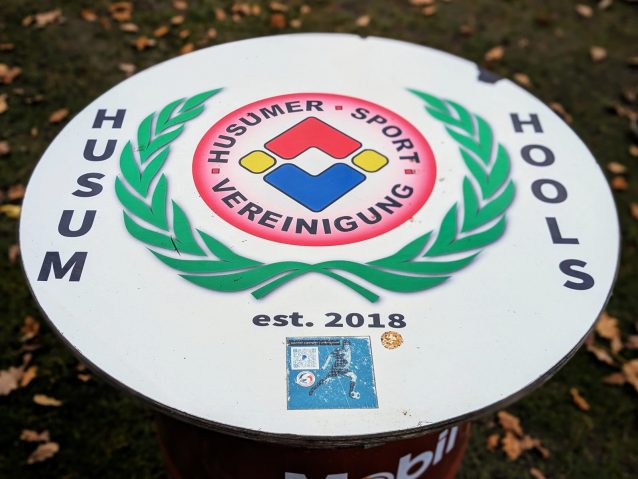 HUSUM
HUSUMER · SPORT ·
VEREINIGUNG
HOOLS
est. 2018
Mobil